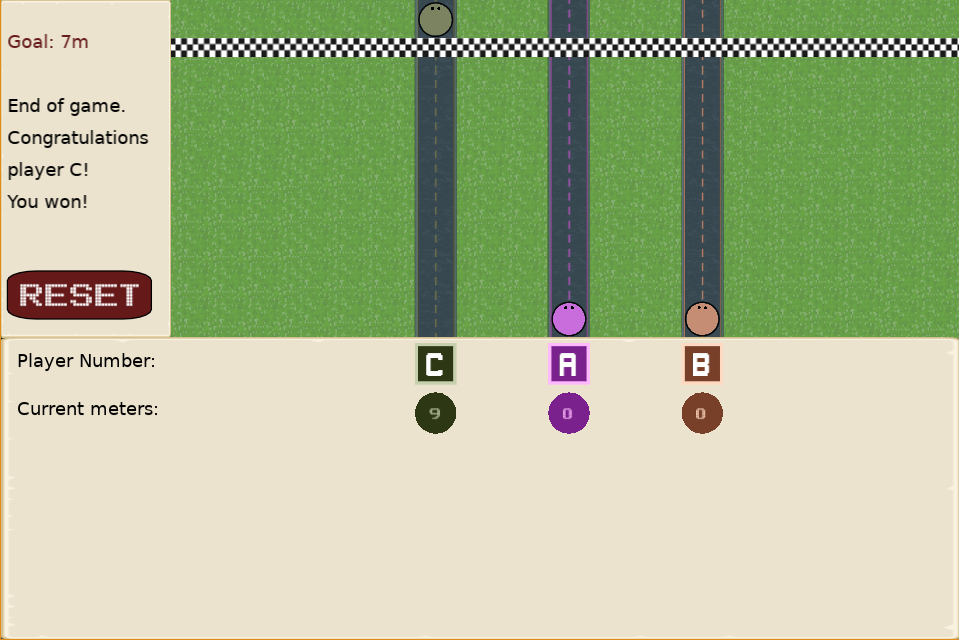 Goal: 7m
End of game.
Congratulations
player C!
You won!
RESET
Player Number:
C A B
Current meters:
9 0 0